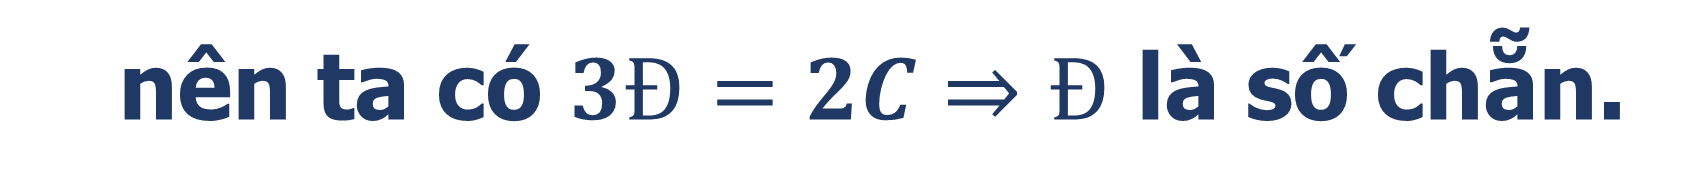 nên ta có 3Đ = 2C ⇒ Đ là số chẵn.